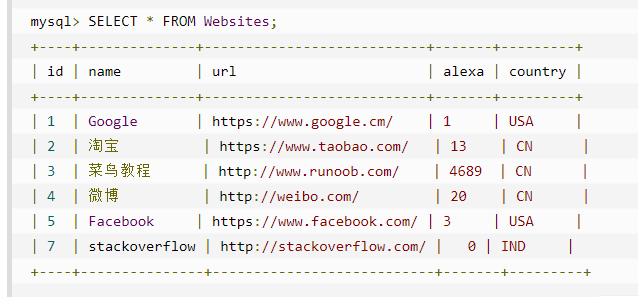 mysql> SELECT * FROM Websites;
+----+---------------+---------------------------+-------+---------+
| id | name | url | alexa | country |
+----+---------------+---------------------------+-------+---------+
| 1 | Google | https://www.google.cm/ | 1 | USA |
| 2 | 淘宝 | https://www.taobao.com/ | 13 | CN |
| 3 | 菜鸟教程 | http://www.runoob.com/ | 4689 | CN |
| 4 | 微博 | http://weibo.com/ | 20 | CN |
| 5 | Facebook | https://www.facebook.com/ | 3 | USA |
| 7 | stackoverflow | http://stackoverflow.com/ | 0 | IND |
+----+---------------+---------------------------+-------+---------+